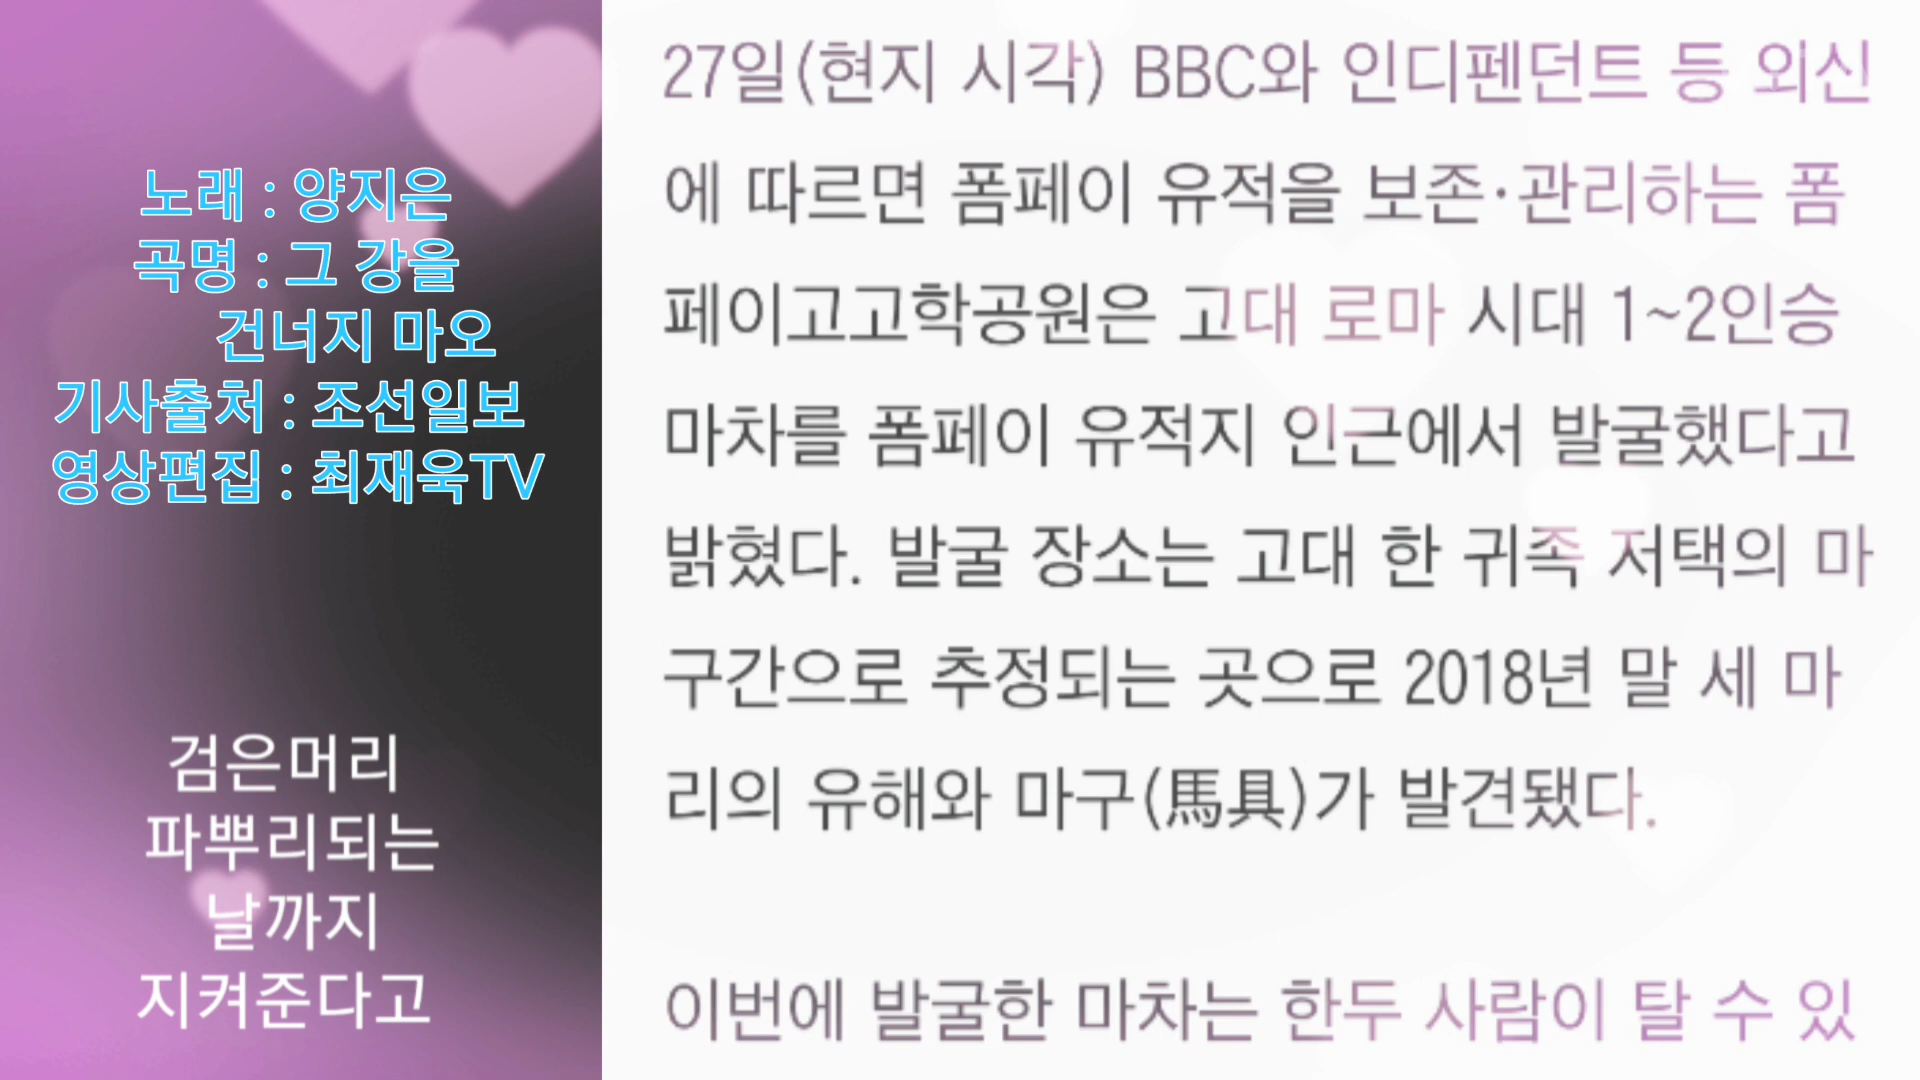 노래 : 양지은
곡명 : 그 강을
건너지 마오
기사출처 : 조선일보
영상편집 : 최재욱TV
검은머리
파뿌리되는
날까지
지켜준다고
27일(현지 시각) BBC와 인디펜던트 등 외신
에 따르면 폼페이 유적을 보존·관리하는 폼
페이고고학공원은 고대 로마 시대 1~2인승
마차를 폼페이 유적지 인근에서 발굴했다고
밝혔다. 발굴 장소는 고대 한 귀족 저택의 마
구간으로 추정되는 곳으로 2018년 말 세 마
리의 유해와 마구(馬具)가 발견됐다.
이번에 발굴한 마차는 한두 사람이 탈 수 있